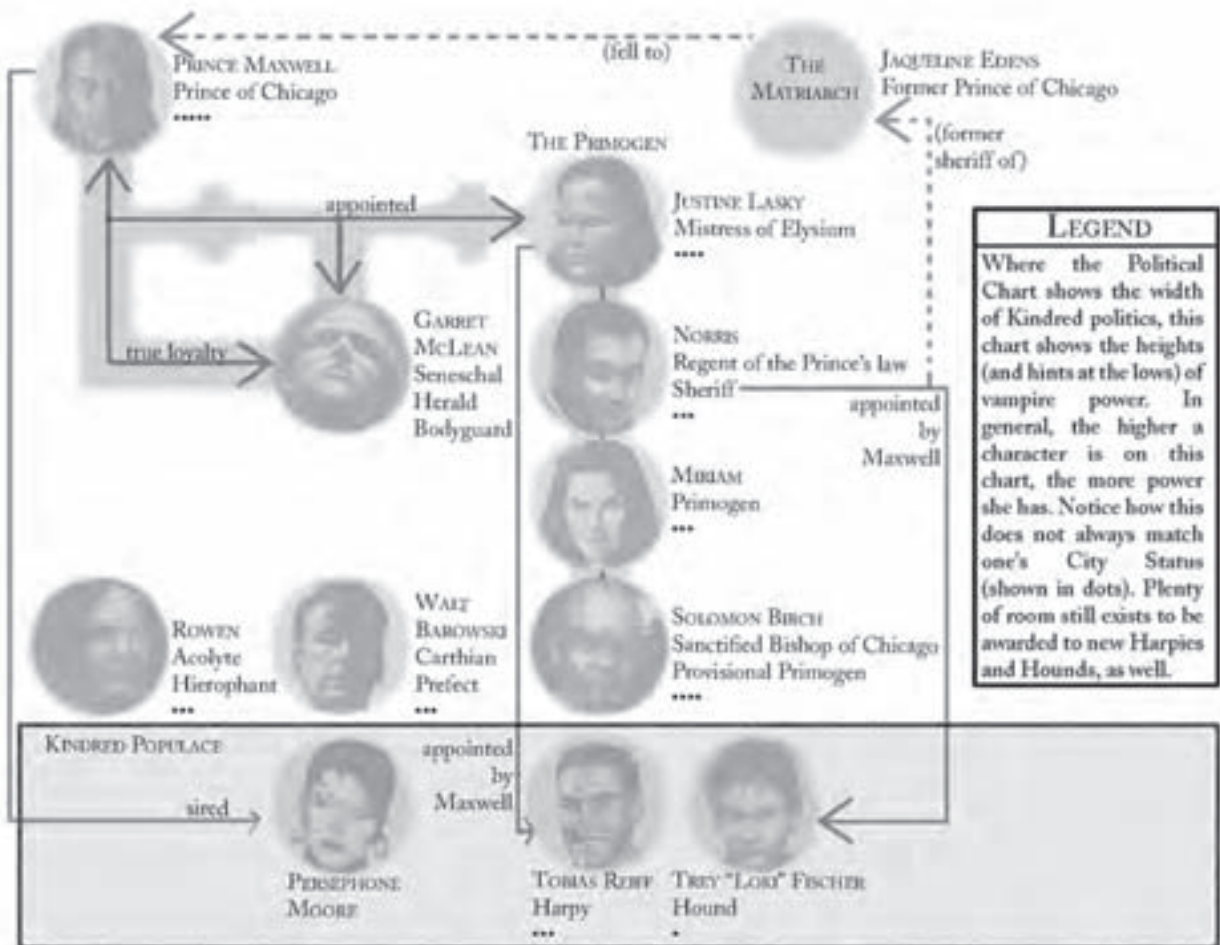 (fell to)
PRINCE MAXWELL
Prince of Chicago
•••••
THE
MATRIARCH
JAQUELINE EDENS
Former Prince of Chicago
(former
sheriff of)
THE PRIMOGEN
appointed
JUSTINE LASKY
Mistress of Elysium
••••
true loyalty
GARRET
MCLEAN
Seneschal
Herald
Bodyguard
NORRIS
Regent of the Prince's law
Sheriff
•••
appointed
by
Maxwell
MIRIAM
Primogen
•••
ROWEN
Acolyte
Hierophant
•••
WALT
BAROWSKI
Carthian
Prefect
•••
SOLOMON BIRCH
Sanctified Bishop of Chicago
Provisional Primogen
••••
LEGEND
Where the Political
Chart shows the width
of Kindred politics, this
chart shows the heights
(and hints at the lows) of
vampire power. In
general, the higher a
character is on this
chart, the more power
she has. Notice how this
does not always match
one's City Status
(shown in dots). Plenty
of room still exists to be
awarded to new Harpies
and Hounds, as well.
KINDRED POPULACE
sired
PERSEPHONE
MOORE
appointed
by
Maxwell
TOBIAS REIFF
Harpy
•••
TREY "LOKI" FISCHER
Hound
•